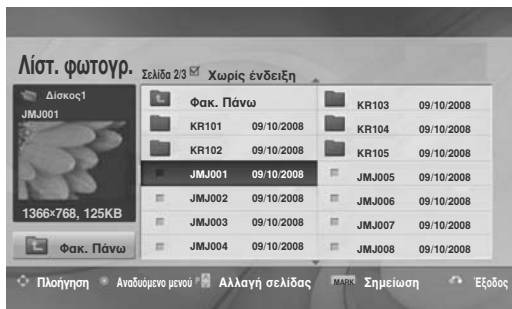 Λίστ. φωτογρ. Σελίδα 2/3 Χωρίς ένδειξη
Δίσκος1
JMJ001
1366×768, 125KB
Φακ. Πάνω
Φακ. Πάνω
KR101 09/10/2008
KR102 09/10/2008
JMJ001 09/10/2008
JMJ002 09/10/2008
JMJ003 09/10/2008
JMJ004 09/10/2008
KR103 09/10/2008
KR104 09/10/2008
KR105 09/10/2008
JMJ005 09/10/2008
JMJ006 09/10/2008
JMJ007 09/10/2008
JMJ008 09/10/2008
Πλοήγηση Αναδυόμενο μενού P Αλλαγή σελίδας MARK Σημείωση Έξοδος